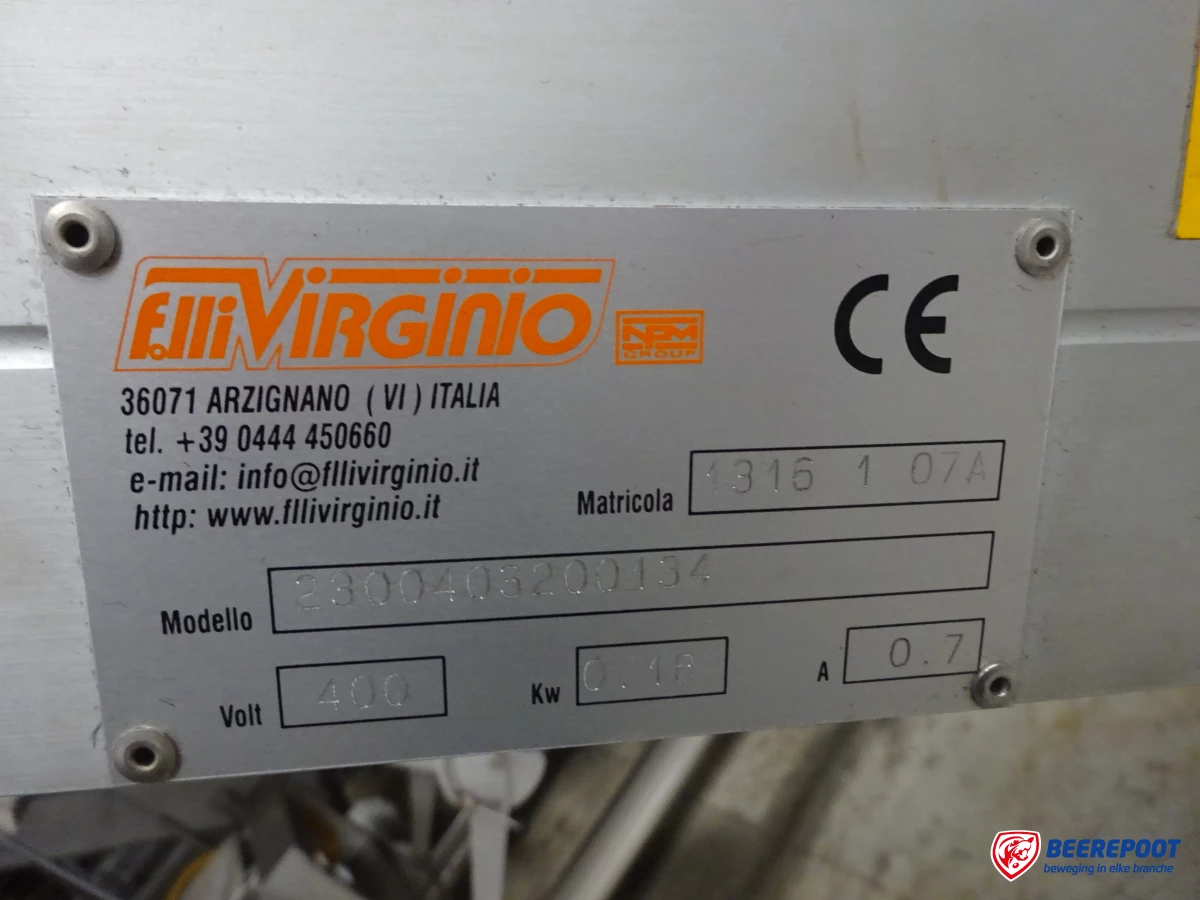 F.lli VIRGINIO
NPM
GROUP
CE
36071 ARZIGNANO ( VI ) ITALIA
tel. +39 0444 450660
e-mail: info@fllivirginio.it
http: www.fllivirginio.it
Matricola 1316 1 07A
Modello 2300403200134
Volt 400 Kw 0.18 A 0.7
BEEREPOOT
beweging in elke branche